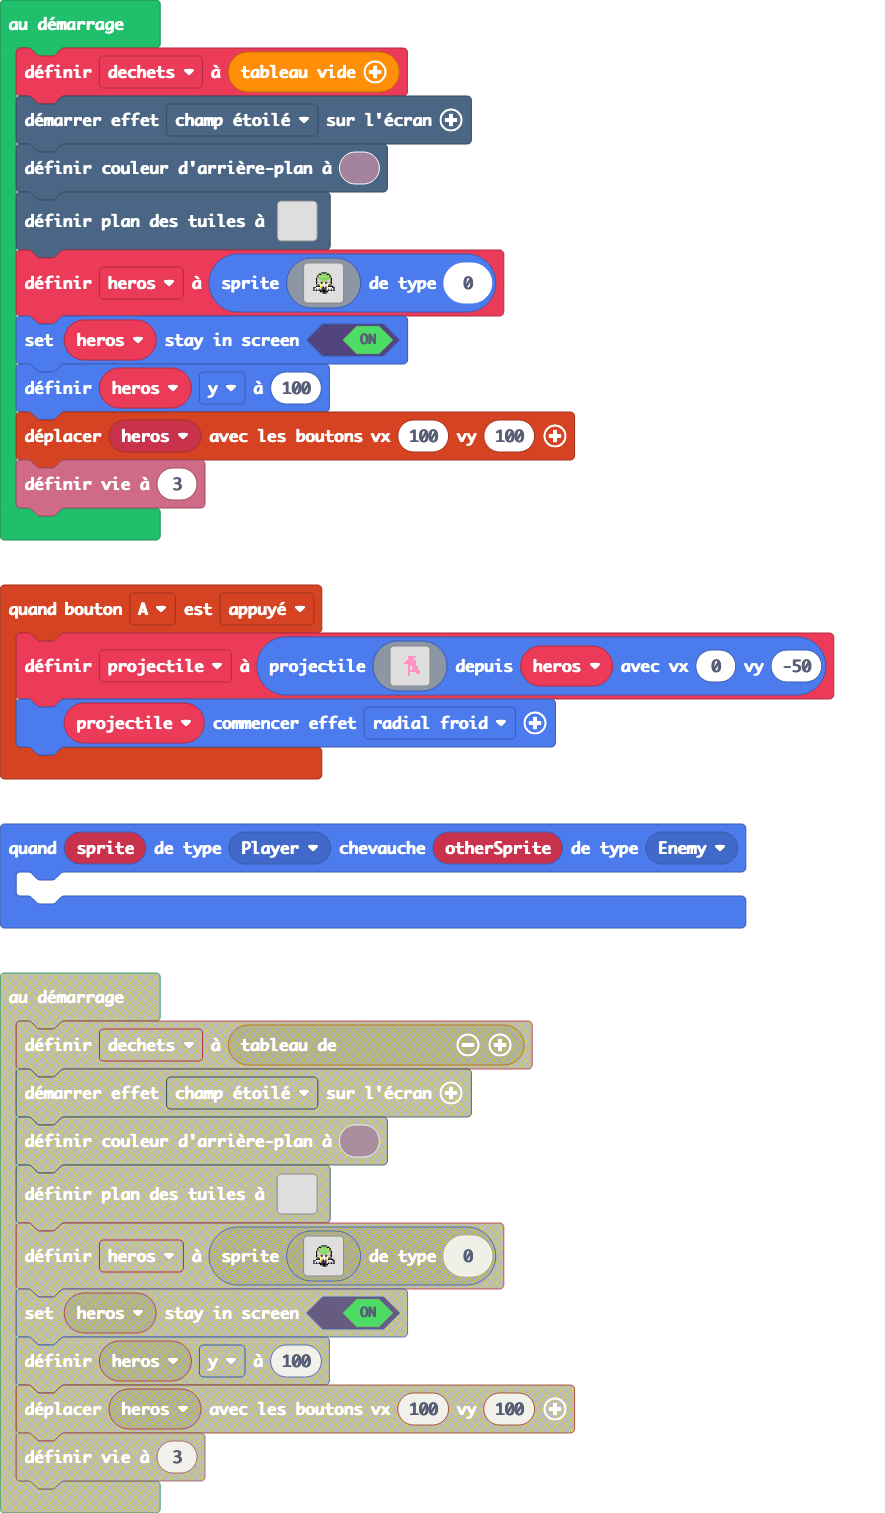 au démarrage
définir dechets à tableau vide
démarrer effet champ étoilé sur l'écran
définir couleur d'arrière-plan à
définir plan des tuiles à
définir heros à sprite de type 0
set heros stay in screen ON
définir heros y à 100
déplacer heros avec les boutons vx 100 vy 100
définir vie à 3
quand bouton A est appuyé
définir projectile à projectile depuis heros avec vx 0 vy -50
projectile commencer effet radial froid
quand sprite de type Player chevauche otherSprite de type Enemy
au démarrage
définir dechets à tableau de
démarrer effet champ étoilé sur l'écran
définir couleur d'arrière-plan à
définir plan des tuiles à
définir heros à sprite de type 0
set heros stay in screen ON
définir heros y à 100
déplacer heros avec les boutons vx 100 vy 100
définir vie à 3